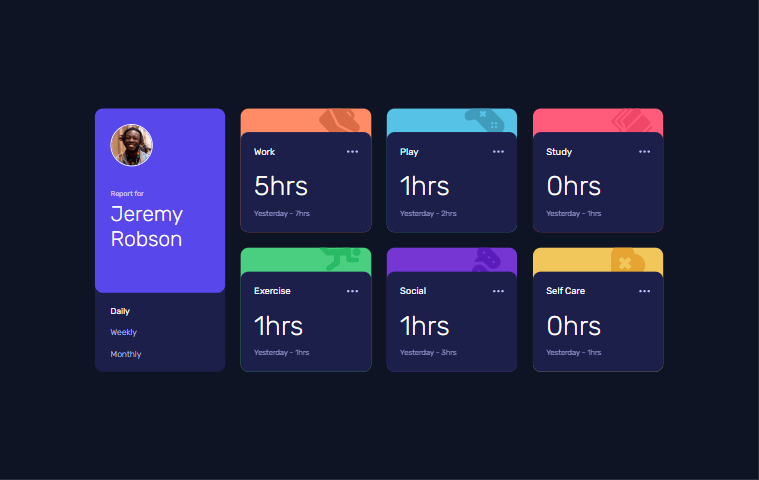 Report for
Jeremy
Robson
Daily
Weekly
Monthly
Work
5hrs
Yesterday - 7hrs
Play
1hrs
Yesterday - 2hrs
Study
0hrs
Yesterday - 1hrs
Exercise
1hrs
Yesterday - 1hrs
Social
1hrs
Yesterday - 3hrs
Self Care
0hrs
Yesterday - 1hrs